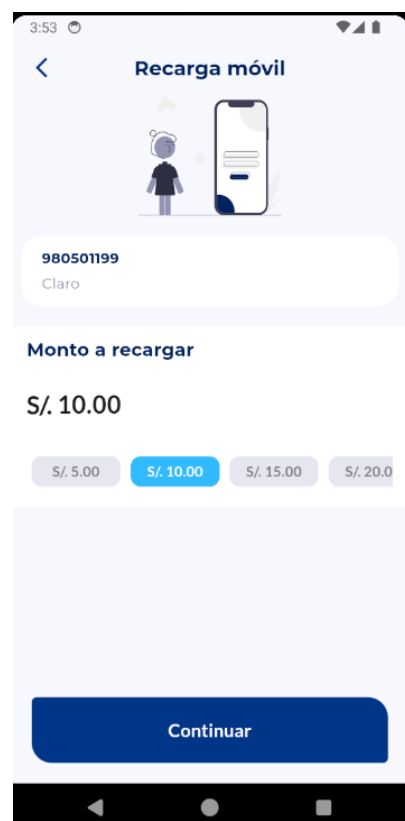 3:53
Recarga móvil
980501199
Claro
Monto a recargar
S/. 10.00
S/. 5.00 S/. 10.00 S/. 15.00 S/. 20.0
Continuar